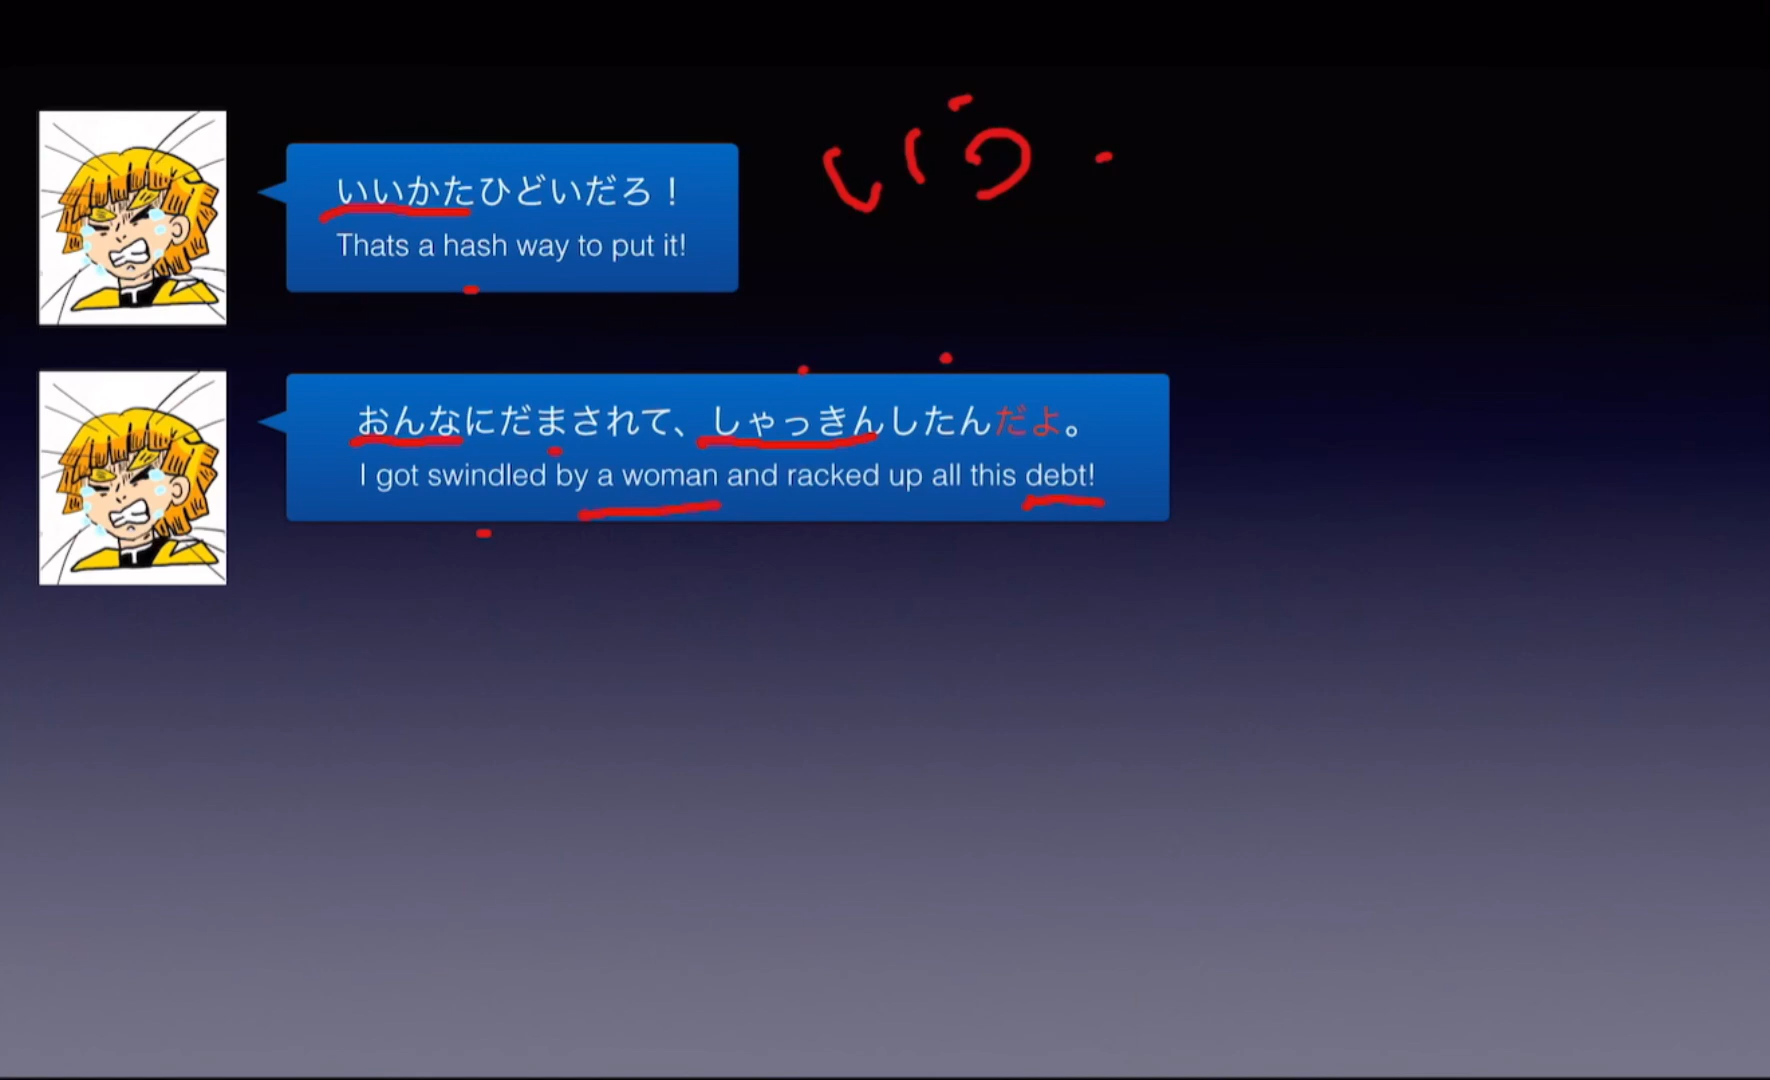 いう
いいかたひどいだろ！
Thats a hash way to put it!
おんなにだまされて、しゃっきんしたんだよ。
I got swindled by a woman and racked up all this debt!